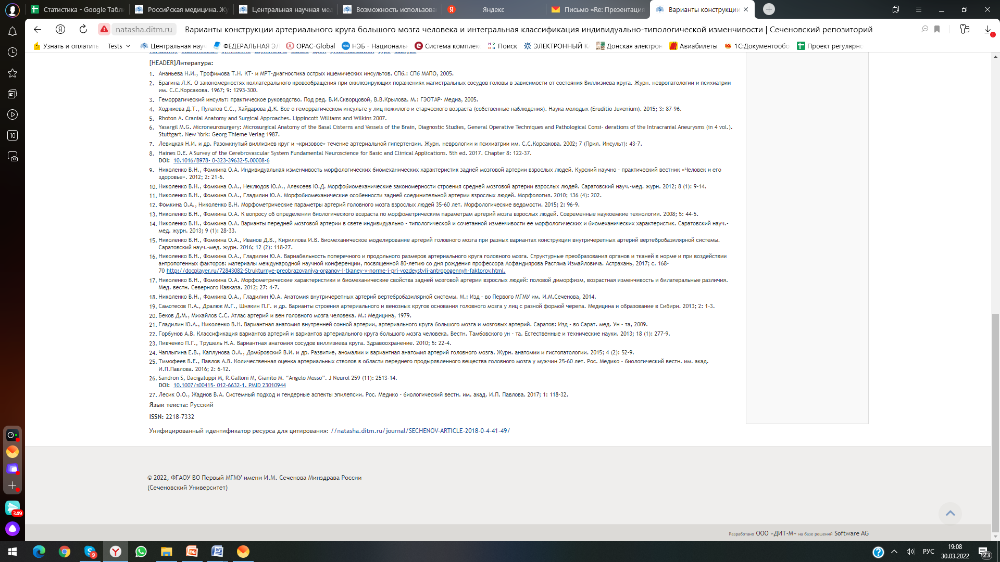 Статистика - Google Табли
Российская медицина. Жу
Центральная научная мед
Возможность использова
Яндекс
Письмо «Re: Презентация
Варианты конструкции
natasha.ditm.ru
Варианты конструкции артериального круга большого мозга человека и интегральная классификация индивидуально-типологической изменчивости | Сеченовский репозиторий
Узнать и оплатить
Tests
Центральная нау
ФЕДЕРАЛЬНАЯ ЭЛ
OPAC-Global
НЭБ - Национальн
Система комплекс
Поиск
ЭЛЕКТРОННЫЙ К
Донская электрон
Авиабилеты
1С:Документообо
Проект регулярно
variability classification symmetric asymmetric closed open systematization type subtype
[HEADER]Литература:
1. Ананьева Н.И., Трофимова Т.Н. КТ- и МРТ-диагностика острых ишемических инсультов. СПб.: СПб МАПО, 2005.
2. Брагина Л.К. О закономерностях коллатерального кровообращения при окклюзирующих поражениях магистральных сосудов головы в зависимости от состояния Виллизиева круга. Журн. невропатологии и психиатрии
им. С.С.Корсакова. 1967; 9: 1293-300.
3. Геморрагический инсульт: практическое руководство. Под ред. В.И.Скворцовой, В.В.Крылова. М.: ГЭОТАР- Медиа, 2005.
4. Ходжиева Д.Т., Пулатов С.С., Хайдарова Д.К. Все о геморрагическом инсульте у лиц пожилого и старческого возраста (собственные наблюдения). Наука молодых (Eruditio Juvenium). 2015; 3: 87-96.
5. Rhoton A. Cranial Anatomy and Surgical Approaches. Lippincott Williams and Wilkins 2007.
6. Yasargil M.G. Microneurosurgery: Microsurgical Anatomy of the Basal Cisterns and Vessels of the Brain, Diagnostic Studies, General Operative Techniques and Pathological Consi- derations of the Intracranial Aneurysms (in 4 vol.).
Stuttgart. New York: Georg Thieme Verlag 1987.
7. Левицкая Н.И. и др. Разомкнутый виллизиев круг и «кризовое» течение артериальной гипертензии. Журн. неврологии и психиатрии им. С.С.Корсакова. 2002; 7 (Прил. Инсульт): 43-7.
8. Haines D.E. A Survey of the Cerebrovascular System Fundamental Neuroscience for Basic and Clinical Applications. 5th ed. 2017. Chapter 8: 122-37.
DOI: 10.1016/B978- 0-323-39632-5.00008-6
9. Николенко В.Н., Фомкина О.А. Индивидуальная изменчивость морфологических биомеханических характеристик задней мозговой артерии взрослых людей. Курский научно - практический вестник «Человек и его
здоровье». 2012; 2: 21-6.
10. Николенко В.Н., Фомкина О.А., Неклюдов Ю.А., Алексеев Ю.Д. Морфобиомеханические закономерности строения средней мозговой артерии взрослых людей. Саратовский науч.-мед. журн. 2012; 8 (1): 9-14.
11. Николенко В.Н., Фомкина О.А., Гладилин Ю.А. Морфобиомеханические особенности задней соединительной артерии взрослых людей. Морфология. 2010; 136 (4): 202.
12. Фомкина О.А., Николенко В.Н. Морфометрические параметры артерий головного мозга взрослых людей 35-60 лет. Морфологические ведомости. 2015; 2: 96-9.
13. Николенко В.Н., Фомкина О.А. К вопросу об определении биологического возраста по морфометрическим параметрам артерий мозга взрослых людей. Современные наукоемкие технологии. 2008; 5: 44-5.
14. Николенко В.Н., Фомкина О.А. Варианты передней мозговой артерии в свете индивидуально - типологической и сочетанной изменчивости ее морфологических и биомеханических характеристик. Саратовский науч.-
мед. журн. 2013; 9 (1): 28-33.
15. Николенко В.Н., Фомкина О.А., Иванов Д.В., Кириллова И.В. Биомеханическое моделирование артерий головного мозга при разных вариантах конструкции внутричерепных артерий вертебробазилярной системы.
Саратовский науч.-мед. журн. 2016; 12 (2): 118-27.
16. Николенко В.Н., Фомкина О.А., Гладилин Ю.А. Вариабельность поперечного и продольного размеров артериального круга головного мозга. Структурные преобразования органов и тканей в норме и при воздействии
антропогенных факторов: материалы международной научной конференции, посвященной 80-летию со дня рождения профессора Асфандиярова Растяма Измайловича. Астрахань, 2017; с. 168-
70 http://docplayer.ru/72843082-Strukturnye-preobrazovaniya-organov-i-tkaney-v-norme-i-pri-vozdeystvii-antropogennyh-faktorov.html.
17. Николенко В.Н., Фомкина О.А. Морфометрические характеристики и биомеханические свойства задней мозговой артерии взрослых людей: половой диморфизм, возрастная изменчивость и билатеральные различия.
Мед. вестн. Северного Кавказа. 2012; 27: 4-7.
18. Николенко В.Н., Фомкина О.А., Гладилин Ю.А. Анатомия внутричерепных артерий вертебробазилярной системы. М.: Изд - во Первого МГМУ им. И.М.Сеченова, 2014.
19. Самотесов П.А., Дралюк М.Г., Шнякин П.Г. и др. Варианты строения артериального и венозных кругов основания головного мозга у лиц с разной формой черепа. Медицина и образование в Сибири. 2013; 2: 1-3.
20. Беков Д.М., Михайлов С.С. Атлас артерий и вен головного мозга человека. М.: Медицина, 1979.
21. Гладилин Ю.А., Николенко В.Н. Вариантная анатомия внутренней сонной артерии, артериального круга большого мозга и мозговых артерий. Саратов: Изд - во Сарат. мед. Ун - та, 2009.
22. Горбунов А.В. Классификация вариантов артерий и вариантов артериального круга большого мозга человека. Вестн. Тамбовского ун - та. Естественные и технические науки. 2013; 18 (1): 277-9.
23. Пивченко П.Г., Трушель Н.А. Вариантная анатомия сосудов виллизиева круга. Здравоохранение. 2010; 5: 22-4.
24. Чаплыгина Е.В., Каплунова О.А., Домбровский В.И. и др. Развитие, аномалии и вариантная анатомия артерий головного мозга. Журн. анатомии и гистопатологии. 2015; 4 (2): 52-9.
25. Тимофеев В.Е., Павлов А.В. Количественная оценка артериальных стволов в области переднего продырявленного вещества головного мозга у мужчин 25-60 лет. Рос. Медико - биологический вестн. им. акад.
И.П.Павлова. 2016; 2: 6-12.
26. Sandron S, Dacigaluppi M, R.Galloni M, Gianito M. “Angelo Mosso”. J Neurol 259 (11): 2513-14.
DOI: 10.1007/s00415- 012-6632-1. PMID 23010944
27. Лесик О.О., Жаднов В.А. Системный подход и гендерные аспекты эпилепсии. Рос. Медико - биологический вестн. им. акад. И.П. Павлова. 2017; 1: 118-32.
Язык текста: Русский
ISSN: 2218-7332
Унифицированный идентификатор ресурса для цитирования: //natasha.ditm.ru/journal/SECHENOV-ARTICLE-2018-0-4-41-49/
© 2022, ФГАОУ ВО Первый МГМУ имени И.М. Сеченова Минздрава России
(Сеченовский Университет)
Разработано ООО «ДИТ-М» на базе решений Software AG
10
349
9
РУС
19:08
30.03.2022
23